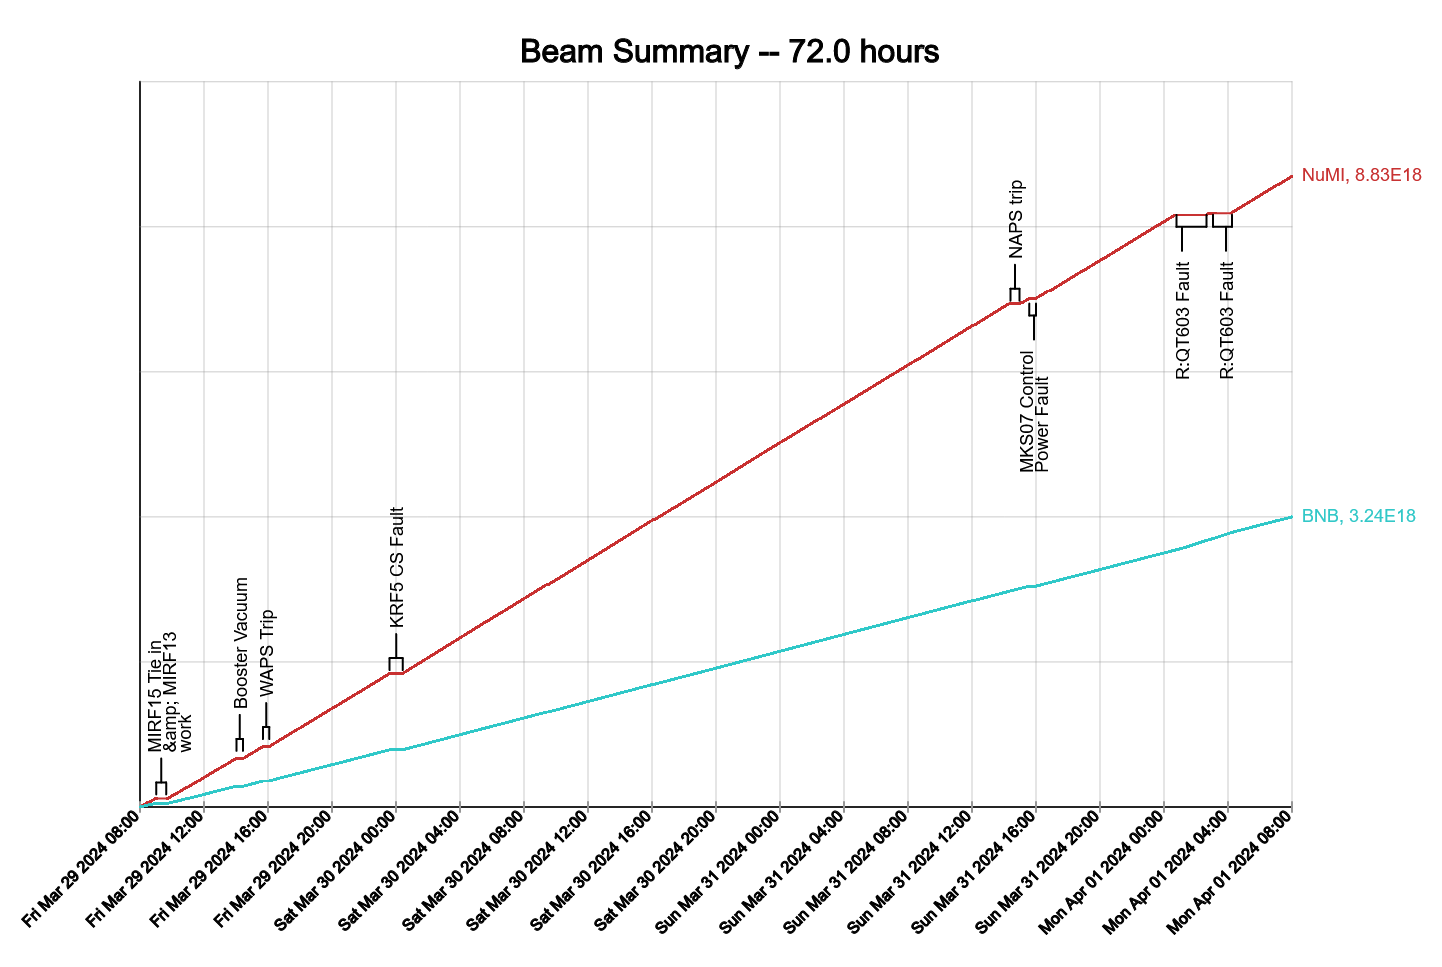 Beam Summary -- 72.0 hours
NuMI, 8.83E18
BNB, 3.24E18
MIRF15 Tie in
&amp;amp; MIRF13
work
Booster Vacuum
WAPS Trip
KRF5 CS Fault
NAPS trip
MKS07 Control
Power Fault
R:QT603 Fault
R:QT603 Fault
Fri Mar 29 2024 08:00
Fri Mar 29 2024 12:00
Fri Mar 29 2024 16:00
Fri Mar 29 2024 20:00
Sat Mar 30 2024 00:00
Sat Mar 30 2024 04:00
Sat Mar 30 2024 08:00
Sat Mar 30 2024 12:00
Sat Mar 30 2024 16:00
Sat Mar 30 2024 20:00
Sun Mar 31 2024 00:00
Sun Mar 31 2024 04:00
Sun Mar 31 2024 08:00
Sun Mar 31 2024 12:00
Sun Mar 31 2024 16:00
Sun Mar 31 2024 20:00
Mon Apr 01 2024 00:00
Mon Apr 01 2024 04:00
Mon Apr 01 2024 08:00